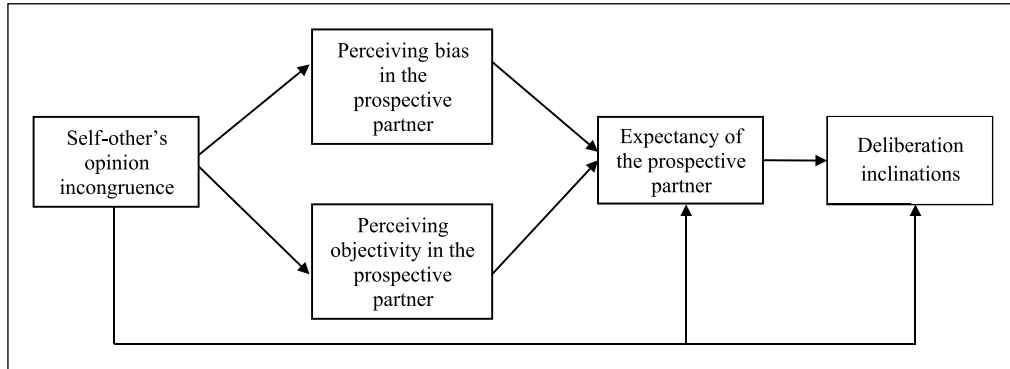 Self-other's
opinion
incongruence
Perceiving bias
in the
prospective
partner
Perceiving
objectivity in the
prospective
partner
Expectancy of
the prospective
partner
Deliberation
inclinations